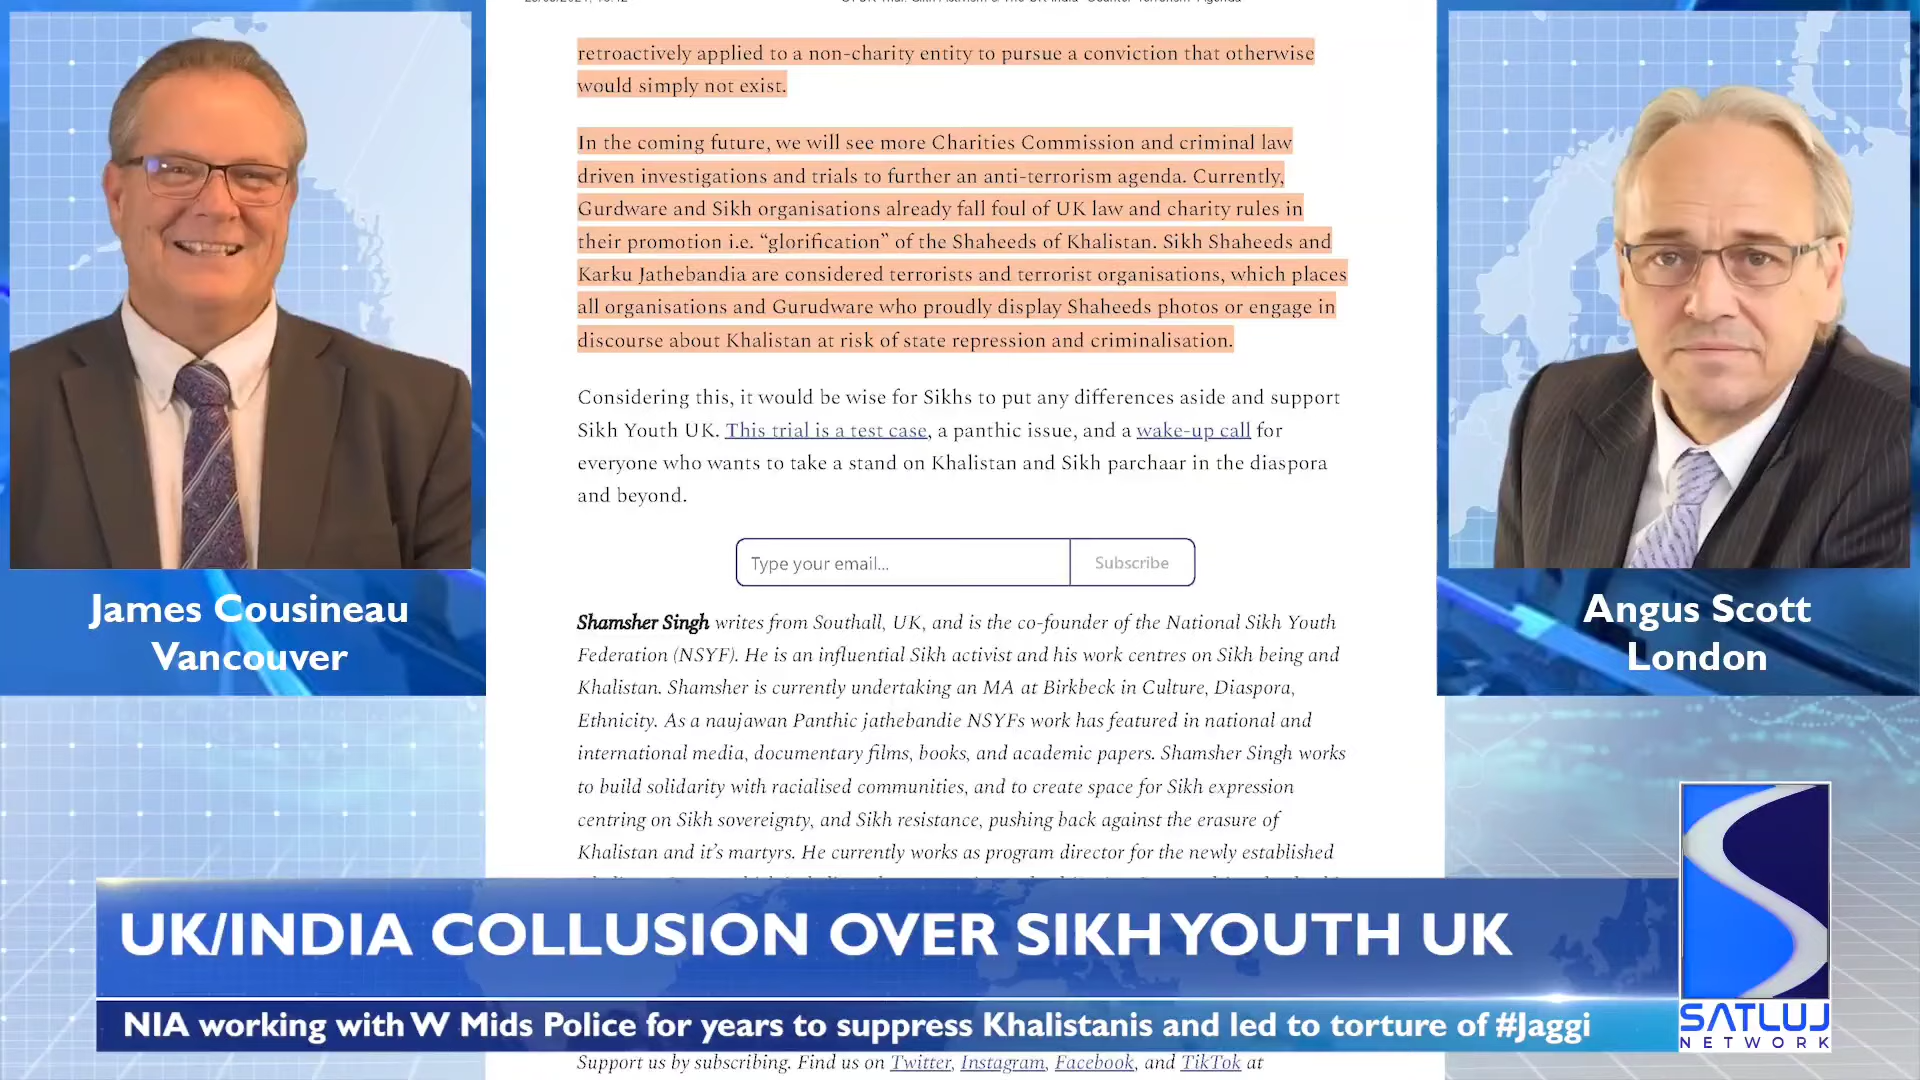 retroactively applied to a non-charity entity to pursue a conviction that otherwise
would simply not exist.
In the coming future, we will see more Charities Commission and criminal law
driven investigations and trials to further an anti-terrorism agenda. Currently,
Gurdware and Sikh organisations already fall foul of UK law and charity rules in
their promotion i.e. “glorification” of the Shaheeds of Khalistan. Sikh Shaheeds and
Karku Jathebandia are considered terrorists and terrorist organisations, which places
all organisations and Gurudware who proudly display Shaheeds photos or engage in
discourse about Khalistan at risk of state repression and criminalisation.
Considering this, it would be wise for Sikhs to put any differences aside and support
Sikh Youth UK. This trial is a test case, a panthic issue, and a wake-up call for
everyone who wants to take a stand on Khalistan and Sikh parchaar in the diaspora
and beyond.
Type your email...
Subscribe
Shamsher Singh writes from Southall, UK, and is the co-founder of the National Sikh Youth
Federation (NSYF). He is an influential Sikh activist and his work centres on Sikh being and
Khalistan. Shamsher is currently undertaking an MA at Birkbeck in Culture, Diaspora,
Ethnicity. As a naujawan Panthic jathebandie NSYFs work has featured in national and
international media, documentary films, books, and academic papers. Shamsher Singh works
to build solidarity with racialised communities, and to create space for Sikh expression
centring on Sikh sovereignty, and Sikh resistance, pushing back against the erasure of
Khalistan and it’s martyrs. He currently works as program director for the newly established
James Cousineau
Vancouver
Angus Scott
London
UK/INDIA COLLUSION OVER SIKH YOUTH UK
NIA working with W Mids Police for years to suppress Khalistanis and led to torture of #Jaggi
SATLUJ
NETWORK
Support us by subscribing. Find us on Twitter, Instagram, Facebook, and TikTok at